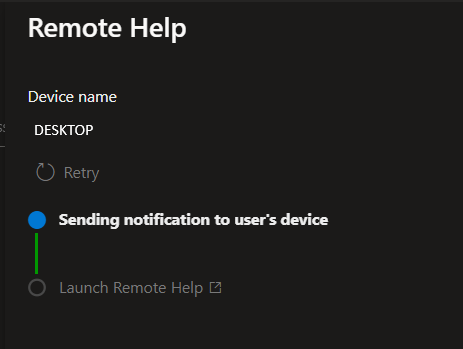 Remote Help
Device name
DESKTOP
Retry
Sending notification to user's device
Launch Remote Help